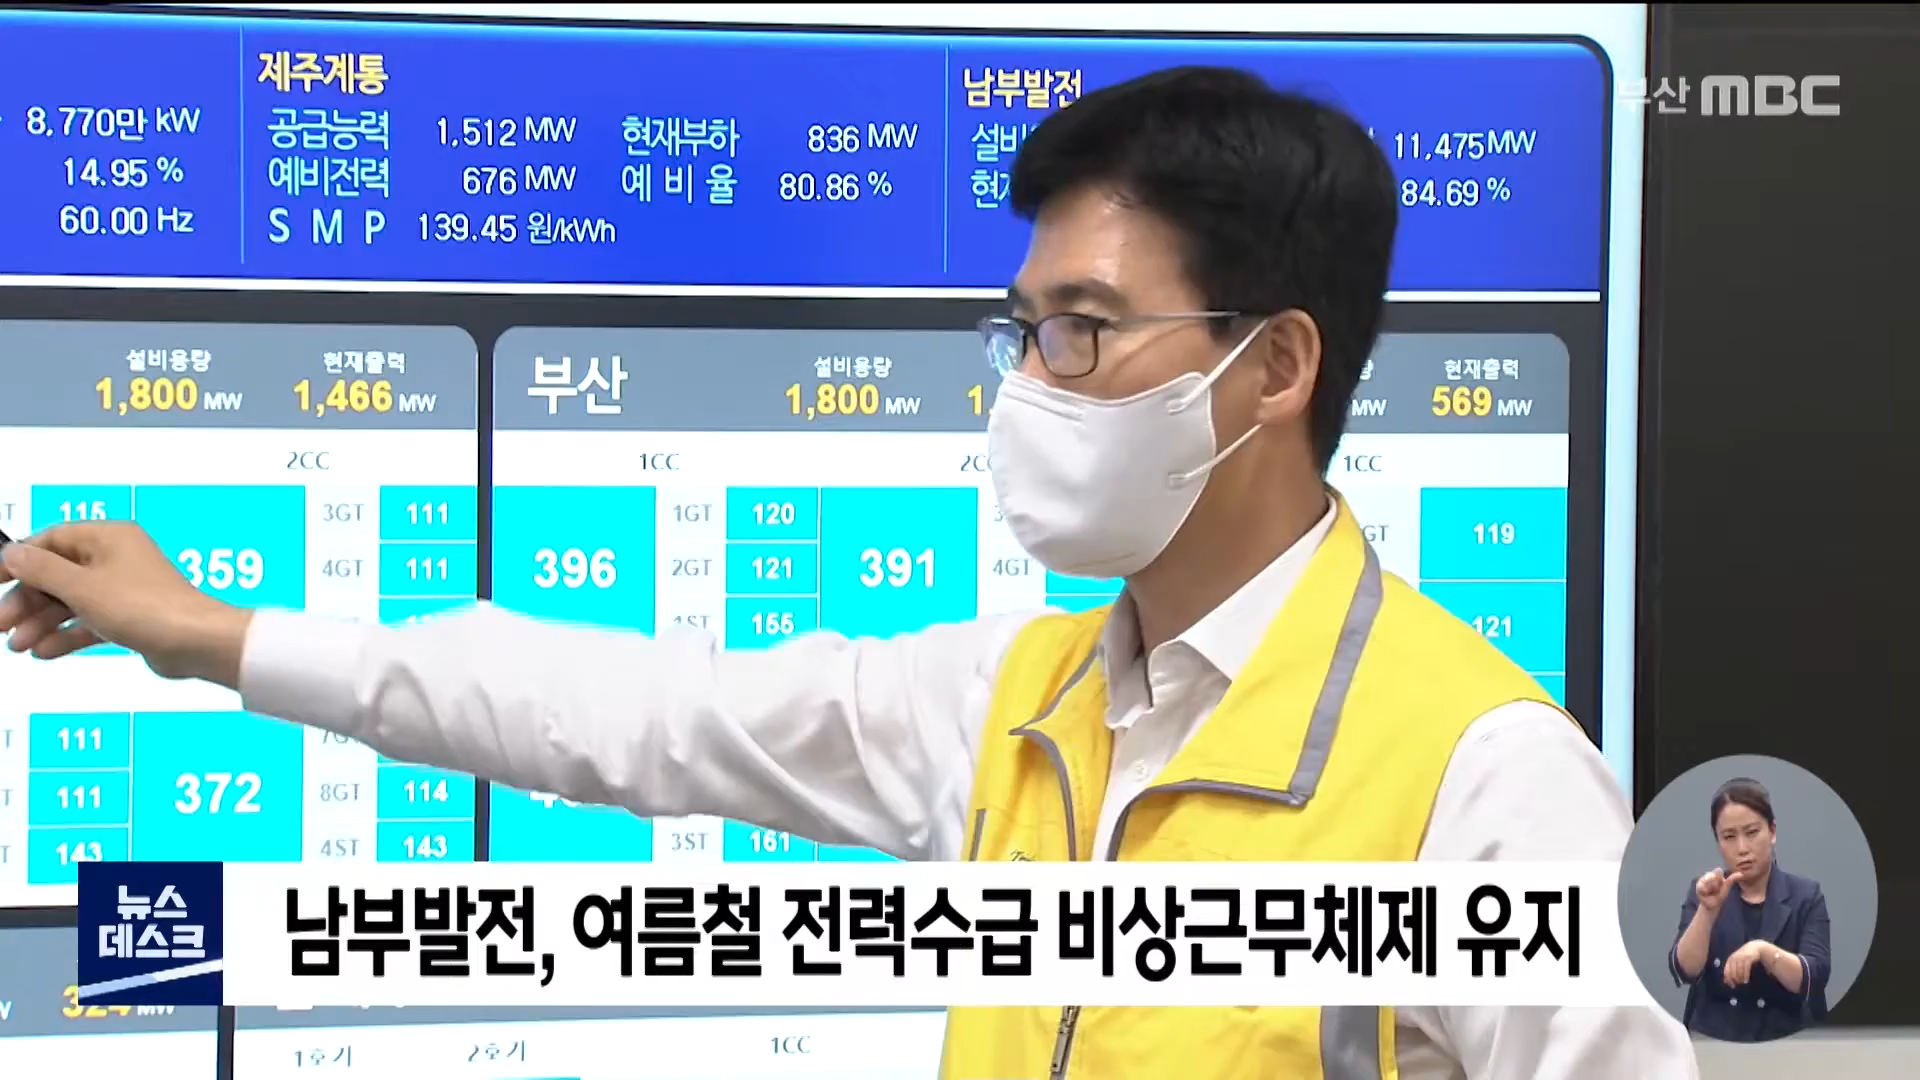 부산 MBC
8,770만 kW
14.95 %
60.00 Hz
제주계통
공급능력 1,512 MW 현재부하 836 MW
예비전력 676 MW 예 비 율 80.86 %
S M P 139.45 원/kWh
남부발전
11,475MW
84.69 %
설비용량 현재출력
1,800 MW 1,466 MW
부산
설비용량
1,800 MW
현재출력
MW 569 MW
2CC
1CC
1CC
115 359 3GT 111
4GT 111
396 1GT 120 391
2GT 121
1ST 155
4GT
119
121
111 372
111 8GT 114
143 4ST 143
3ST 161
뉴스
데스크
남부발전, 여름철 전력수급 비상근무체제 유지
324 MW
1호기 2호기 1CC